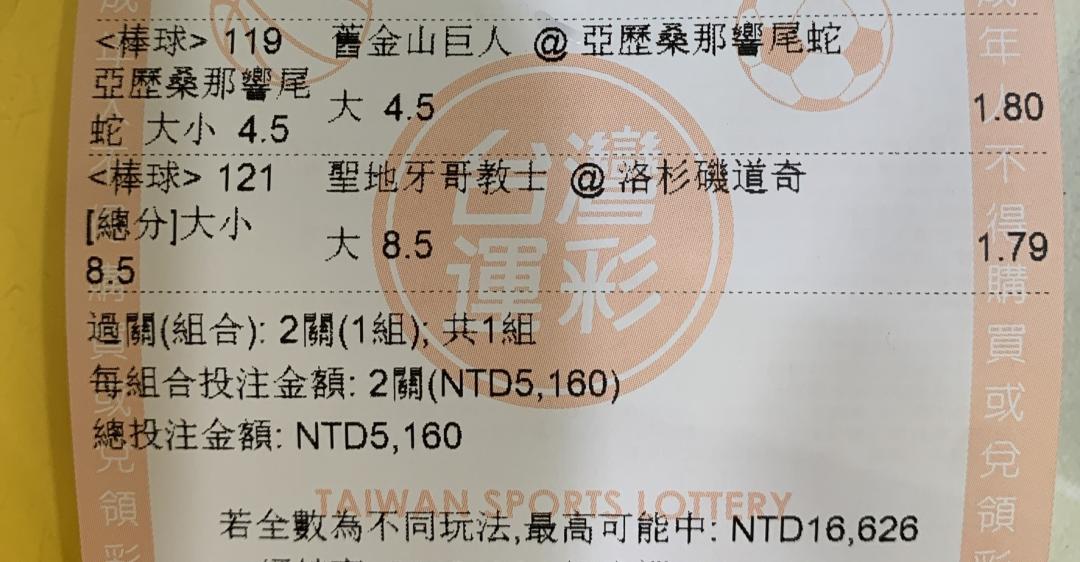 <棒球> 119 舊金山巨人 @ 亞歷桑那響尾蛇
亞歷桑那響尾
蛇 大小 4.5 大 4.5 1.80
<棒球> 121 聖地牙哥教士 @ 洛杉磯道奇
[總分]大小
8.5 大 8.5 1.79
過關(組合): 2關(1組); 共1組
每組合投注金額: 2關(NTD5,160)
總投注金額: NTD5,160
TAIWAN SPORTS LOTTERY
若全數為不同玩法,最高可能中: NTD16,626
台灣
運彩
不得購買或兌領